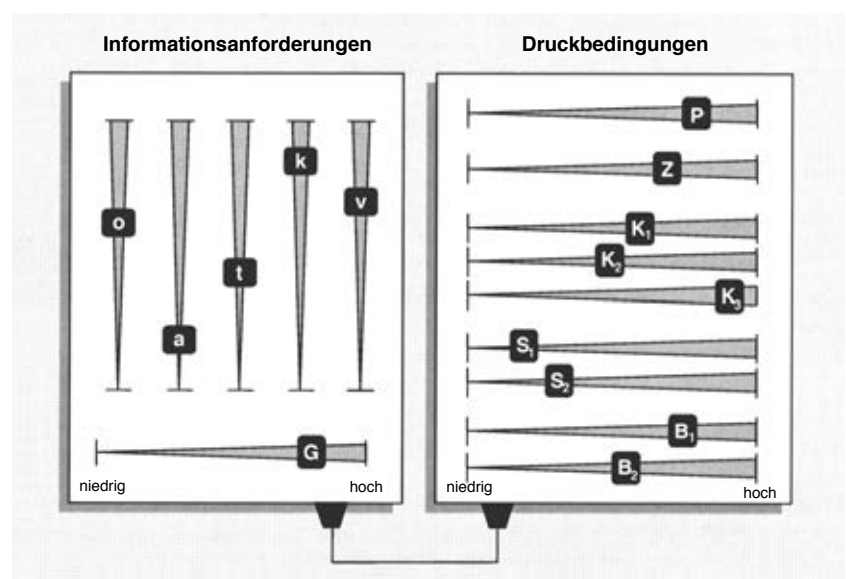 Informationsanforderungen
Druckbedingungen
o
a
t
k
v
G
niedrig
hoch
P
Z
K₁
K₂
K₃
S₁
S₂
B₁
B₂
niedrig
hoch